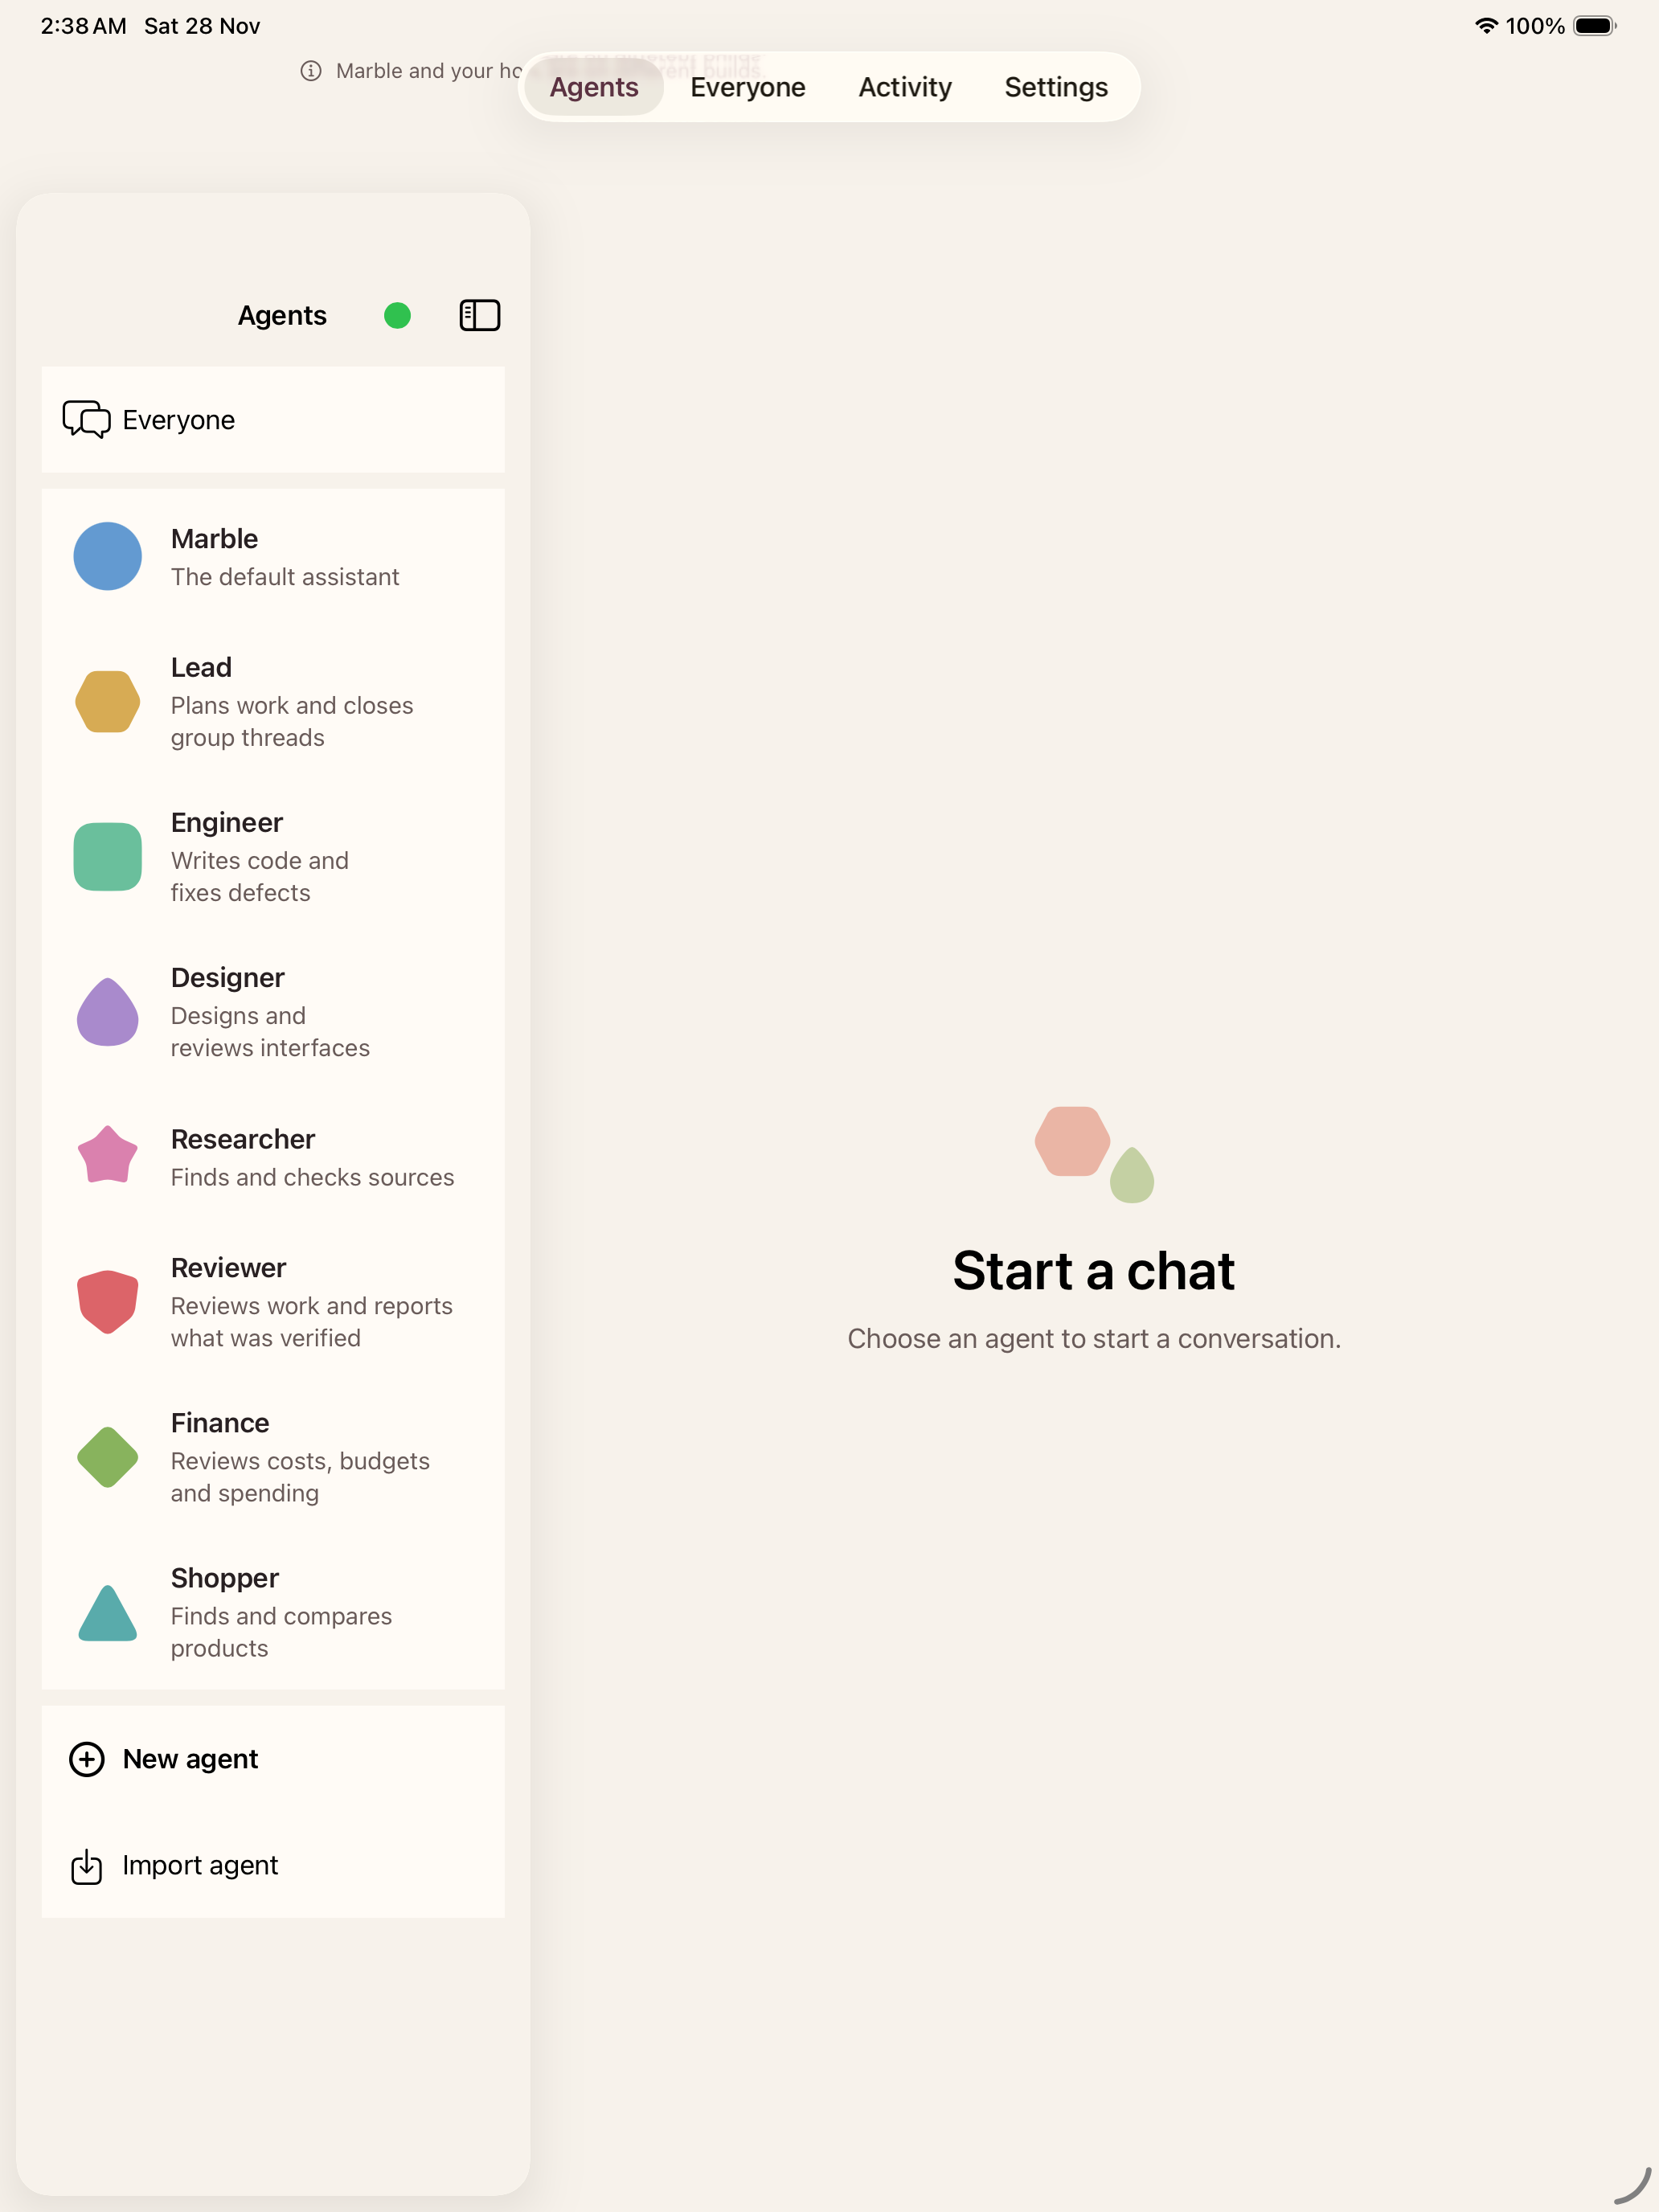 2:38 AM Sat 28 Nov
100%
Marble and your
Agents Everyone Activity Settings
Agents
Everyone
Marble
The default assistant
Lead
Plans work and closes
group threads
Engineer
Writes code and
fixes defects
Designer
Designs and
reviews interfaces
Researcher
Finds and checks sources
Reviewer
Reviews work and reports
what was verified
Finance
Reviews costs, budgets
and spending
Shopper
Finds and compares
products
New agent
Import agent
Start a chat
Choose an agent to start a conversation.